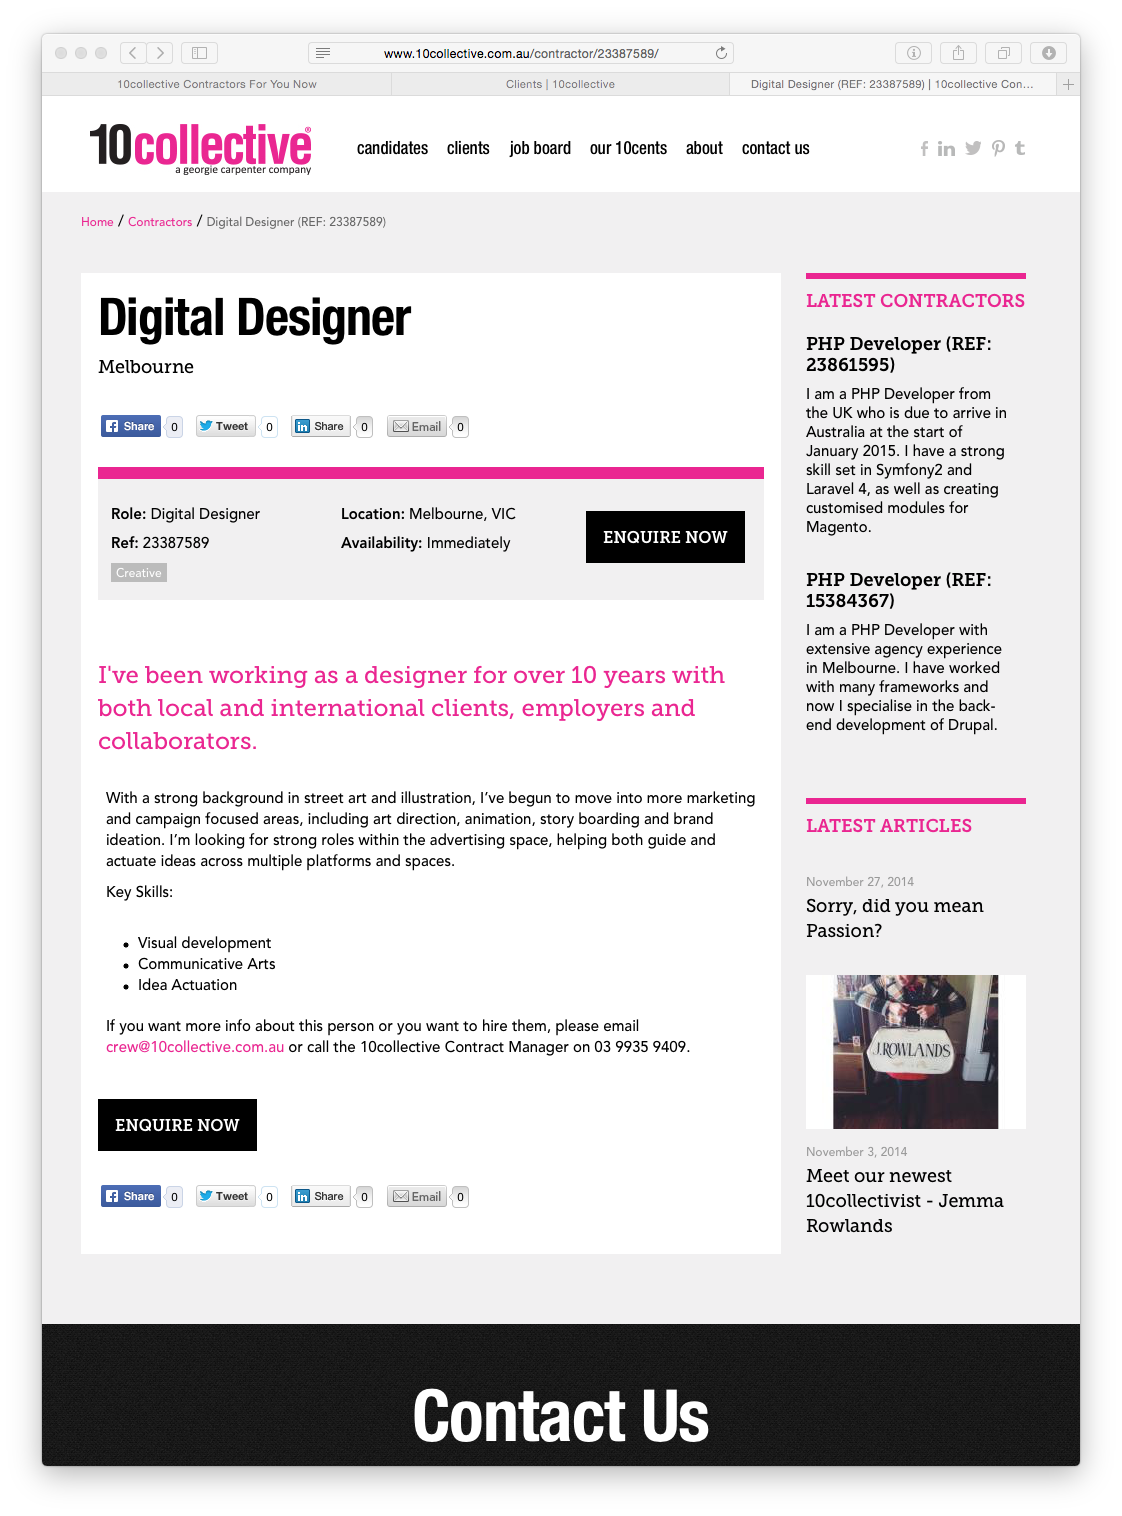 www.10collective.com.au/contractor/23387589/
10collective Contractors For You Now
Clients | 10collective
Digital Designer (REF: 23387589) | 10collective Con...
10collective®
a georgie carpenter company
candidates clients job board our 10cents about contact us
Home / Contractors / Digital Designer (REF: 23387589)
Digital Designer
Melbourne
Share 0 Tweet 0 Share 0 Email 0
Role: Digital Designer
Location: Melbourne, VIC
Ref: 23387589
Availability: Immediately
Creative
ENQUIRE NOW
I've been working as a designer for over 10 years with
both local and international clients, employers and
collaborators.
With a strong background in street art and illustration, I've begun to move into more marketing
and campaign focused areas, including art direction, animation, story boarding and brand
ideation. I'm looking for strong roles within the advertising space, helping both guide and
actuate ideas across multiple platforms and spaces.
Key Skills:
• Visual development
• Communicative Arts
• Idea Actuation
If you want more info about this person or you want to hire them, please email
crew@10collective.com.au or call the 10collective Contract Manager on 03 9935 9409.
ENQUIRE NOW
Share 0 Tweet 0 Share 0 Email 0
LATEST CONTRACTORS
PHP Developer (REF:
23861595)
I am a PHP Developer from
the UK who is due to arrive in
Australia at the start of
January 2015. I have a strong
skill set in Symfony2 and
Laravel 4, as well as creating
customised modules for
Magento.
PHP Developer (REF:
15384367)
I am a PHP Developer with
extensive agency experience
in Melbourne. I have worked
with many frameworks and
now I specialise in the back-
end development of Drupal.
LATEST ARTICLES
November 27, 2014
Sorry, did you mean
Passion?
J.ROWLANDS
November 3, 2014
Meet our newest
10collectivist - Jemma
Rowlands
Contact Us